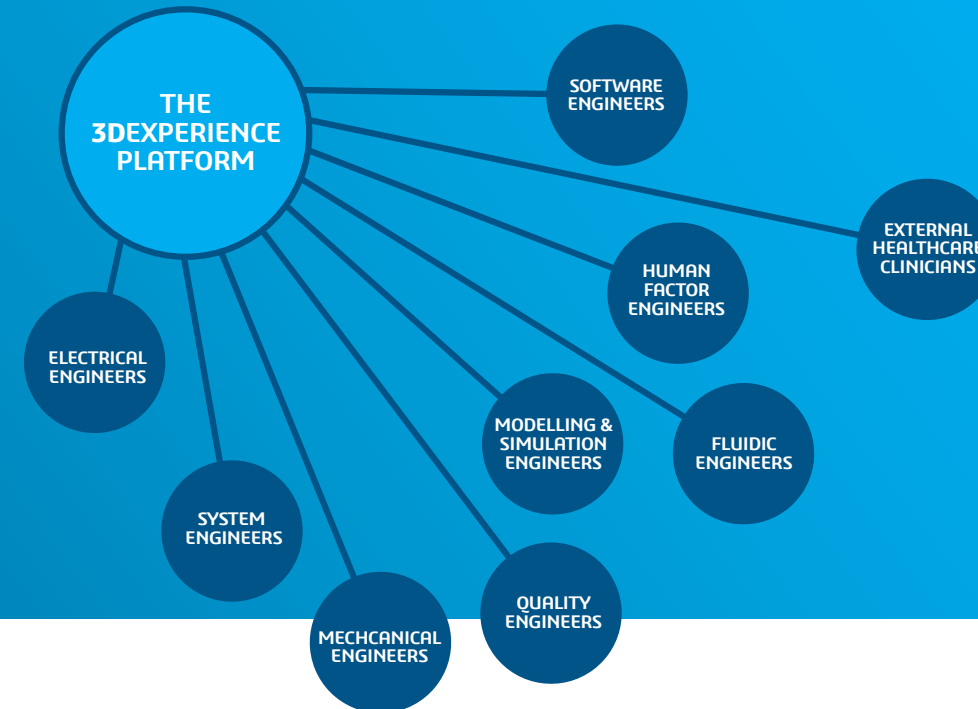 THE
3DEXPERIENCE
PLATFORM
SOFTWARE
ENGINEERS
EXTERNAL
HEALTHCARE
CLINICIANS
HUMAN
FACTOR
ENGINEERS
ELECTRICAL
ENGINEERS
MODELLING &
SIMULATION
ENGINEERS
FLUIDIC
ENGINEERS
SYSTEM
ENGINEERS
QUALITY
ENGINEERS
MECHCANICAL
ENGINEERS